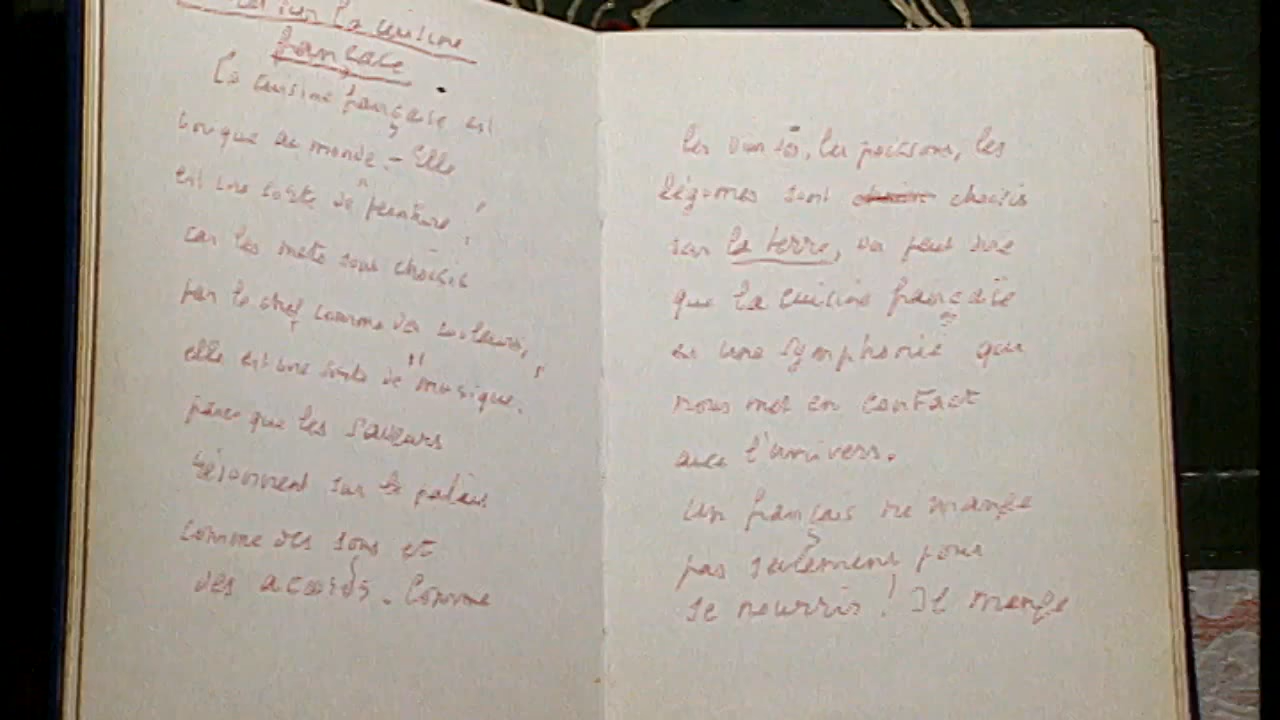 sur la cuisine
française.
La cuisine française est
unique au monde. Elle
est une sorte de peinture,
car les mets sont choisis
par le chef comme des couleurs,
elle est une sorte de "musique"
parce que les saveurs
résonnent sur le palais
comme des sons et
des accords. Comme
les viandes, les poissons, les
légumes sont choisis
sur la terre, on peut dire
que la cuisine française
est une symphonie qui
nous met en contact
avec l'univers.
Un français ne mange
pas seulement pour
se nourrir ! Il mange